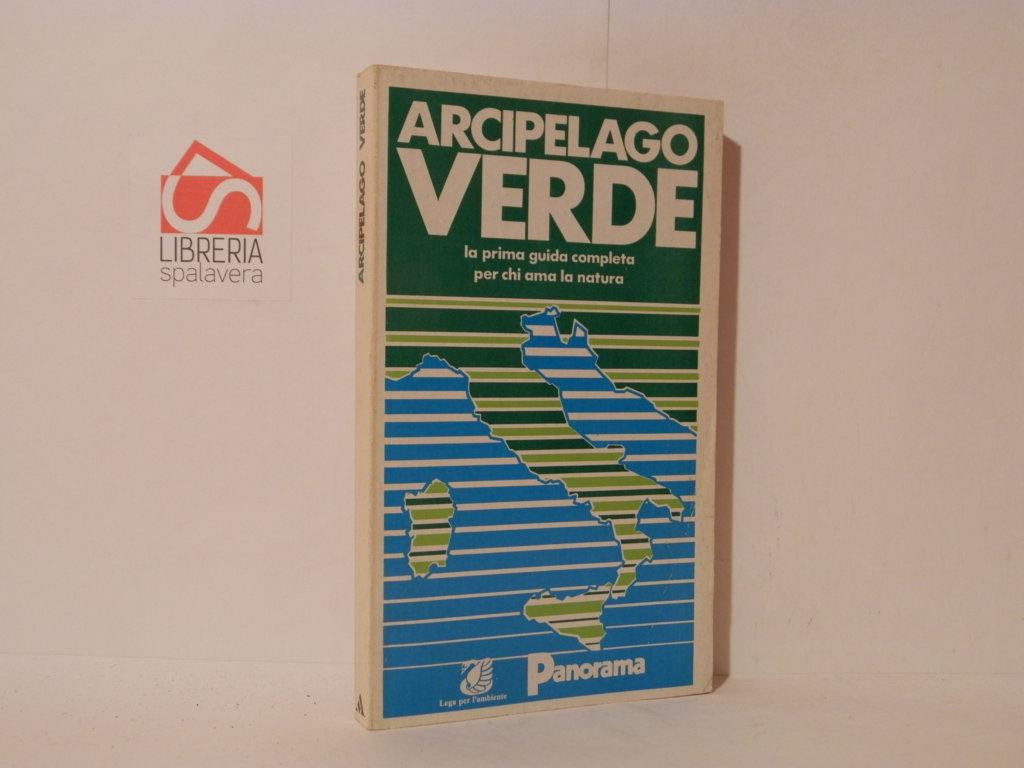 LIBRERIA
spalavera
ARCIPELAGO VERDE
ARCIPELAGO
VERDE
la prima guida completa
per chi ama la natura
Lega per l'ambiente
Panorama